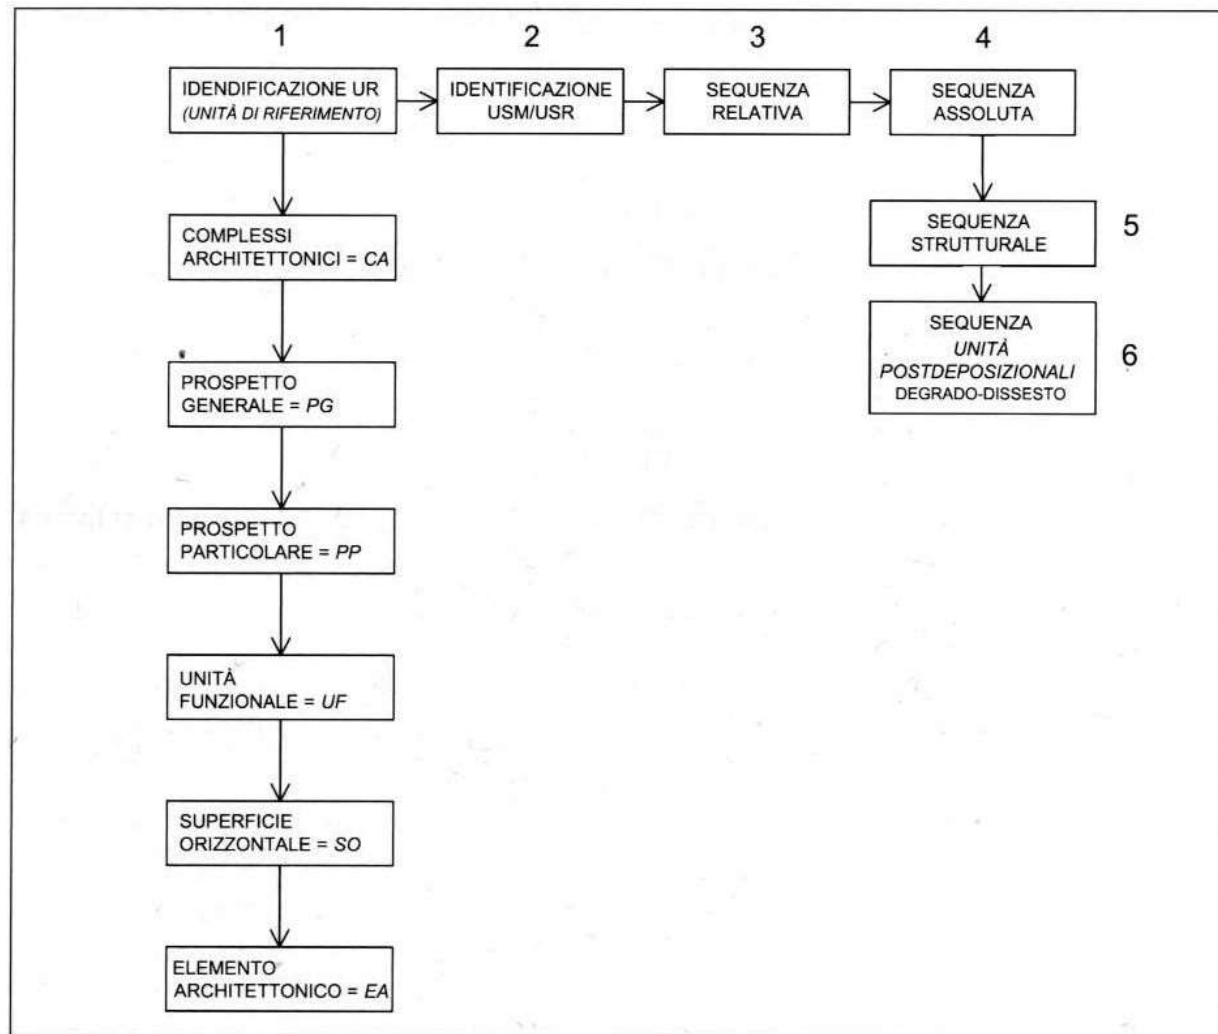 1
2
3
4
IDENDIFICAZIONE UR
(UNITÀ DI RIFERIMENTO)
IDENTIFICAZIONE
USM/USR
SEQUENZA
RELATIVA
SEQUENZA
ASSOLUTA
COMPLESSI
ARCHITETTONICI = CA
SEQUENZA
STRUTTURALE
5
SEQUENZA
UNITÀ
POSTDEPOSIZIONALI
DEGRADO-DISSESTO
6
PROSPETTO
GENERALE = PG
PROSPETTO
PARTICOLARE = PP
UNITÀ
FUNZIONALE = UF
SUPERFICIE
ORIZZONTALE = SO
ELEMENTO
ARCHITETTONICO = EA